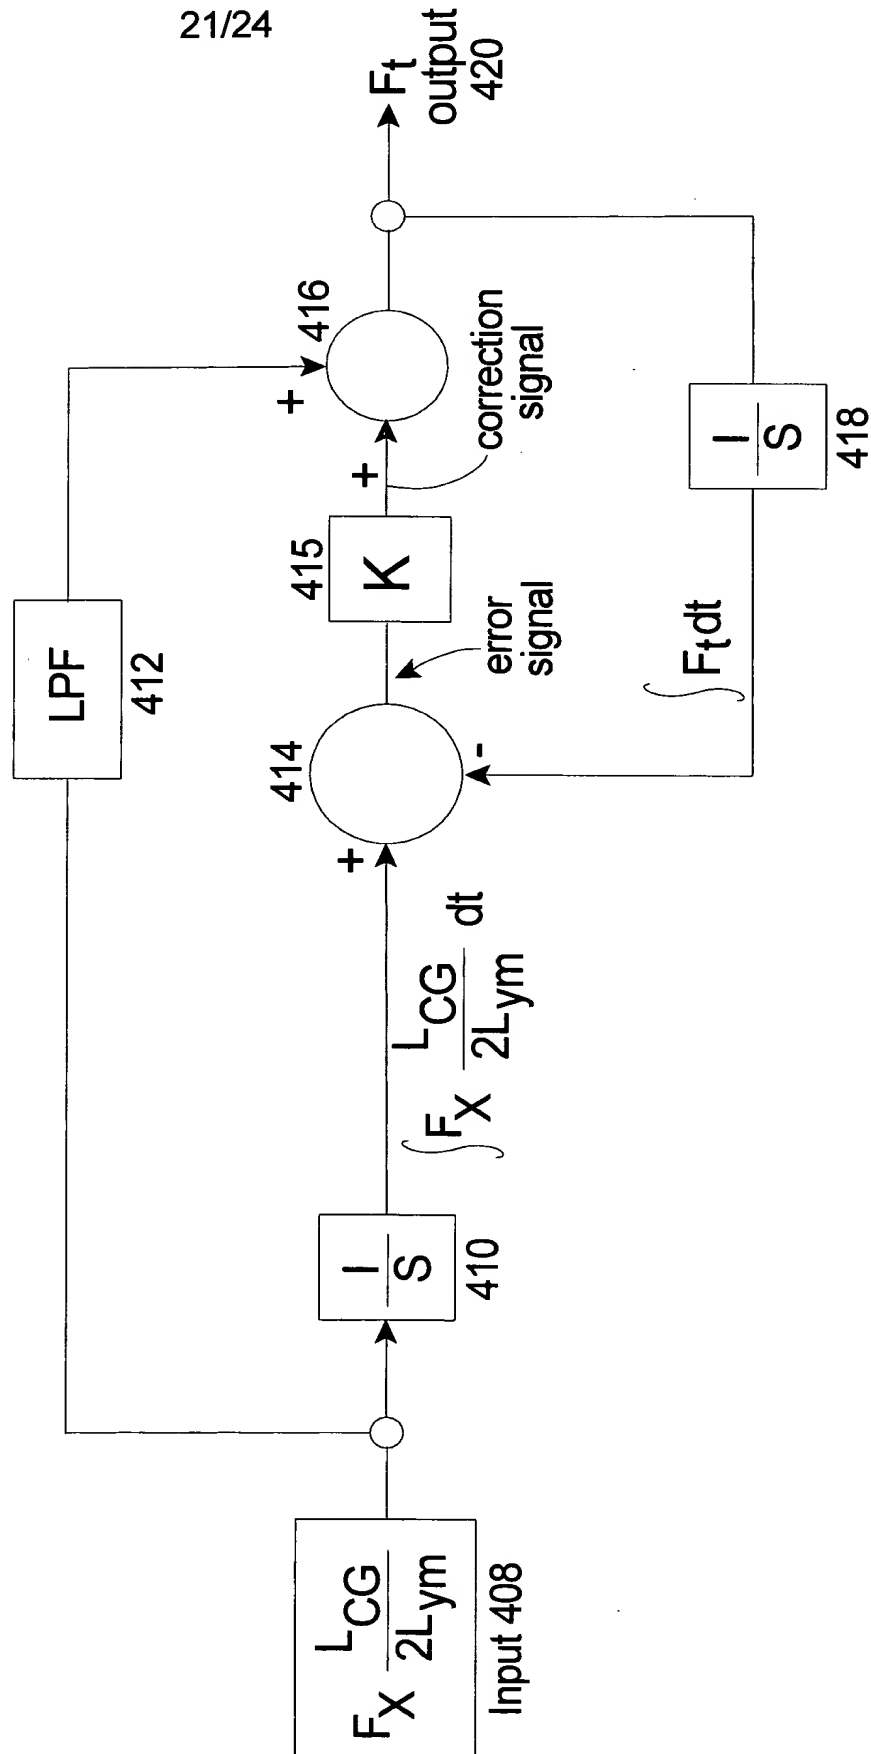 21/24
F_X L_CG / 2L_ym
Input 408
I/S
410
∫ F_X L_CG / 2L_ym dt
LPF
412
+
414
-
error
signal
415
K
+
correction
signal
+
416
F_t
output
420
I/S
418
∫ F_t dt